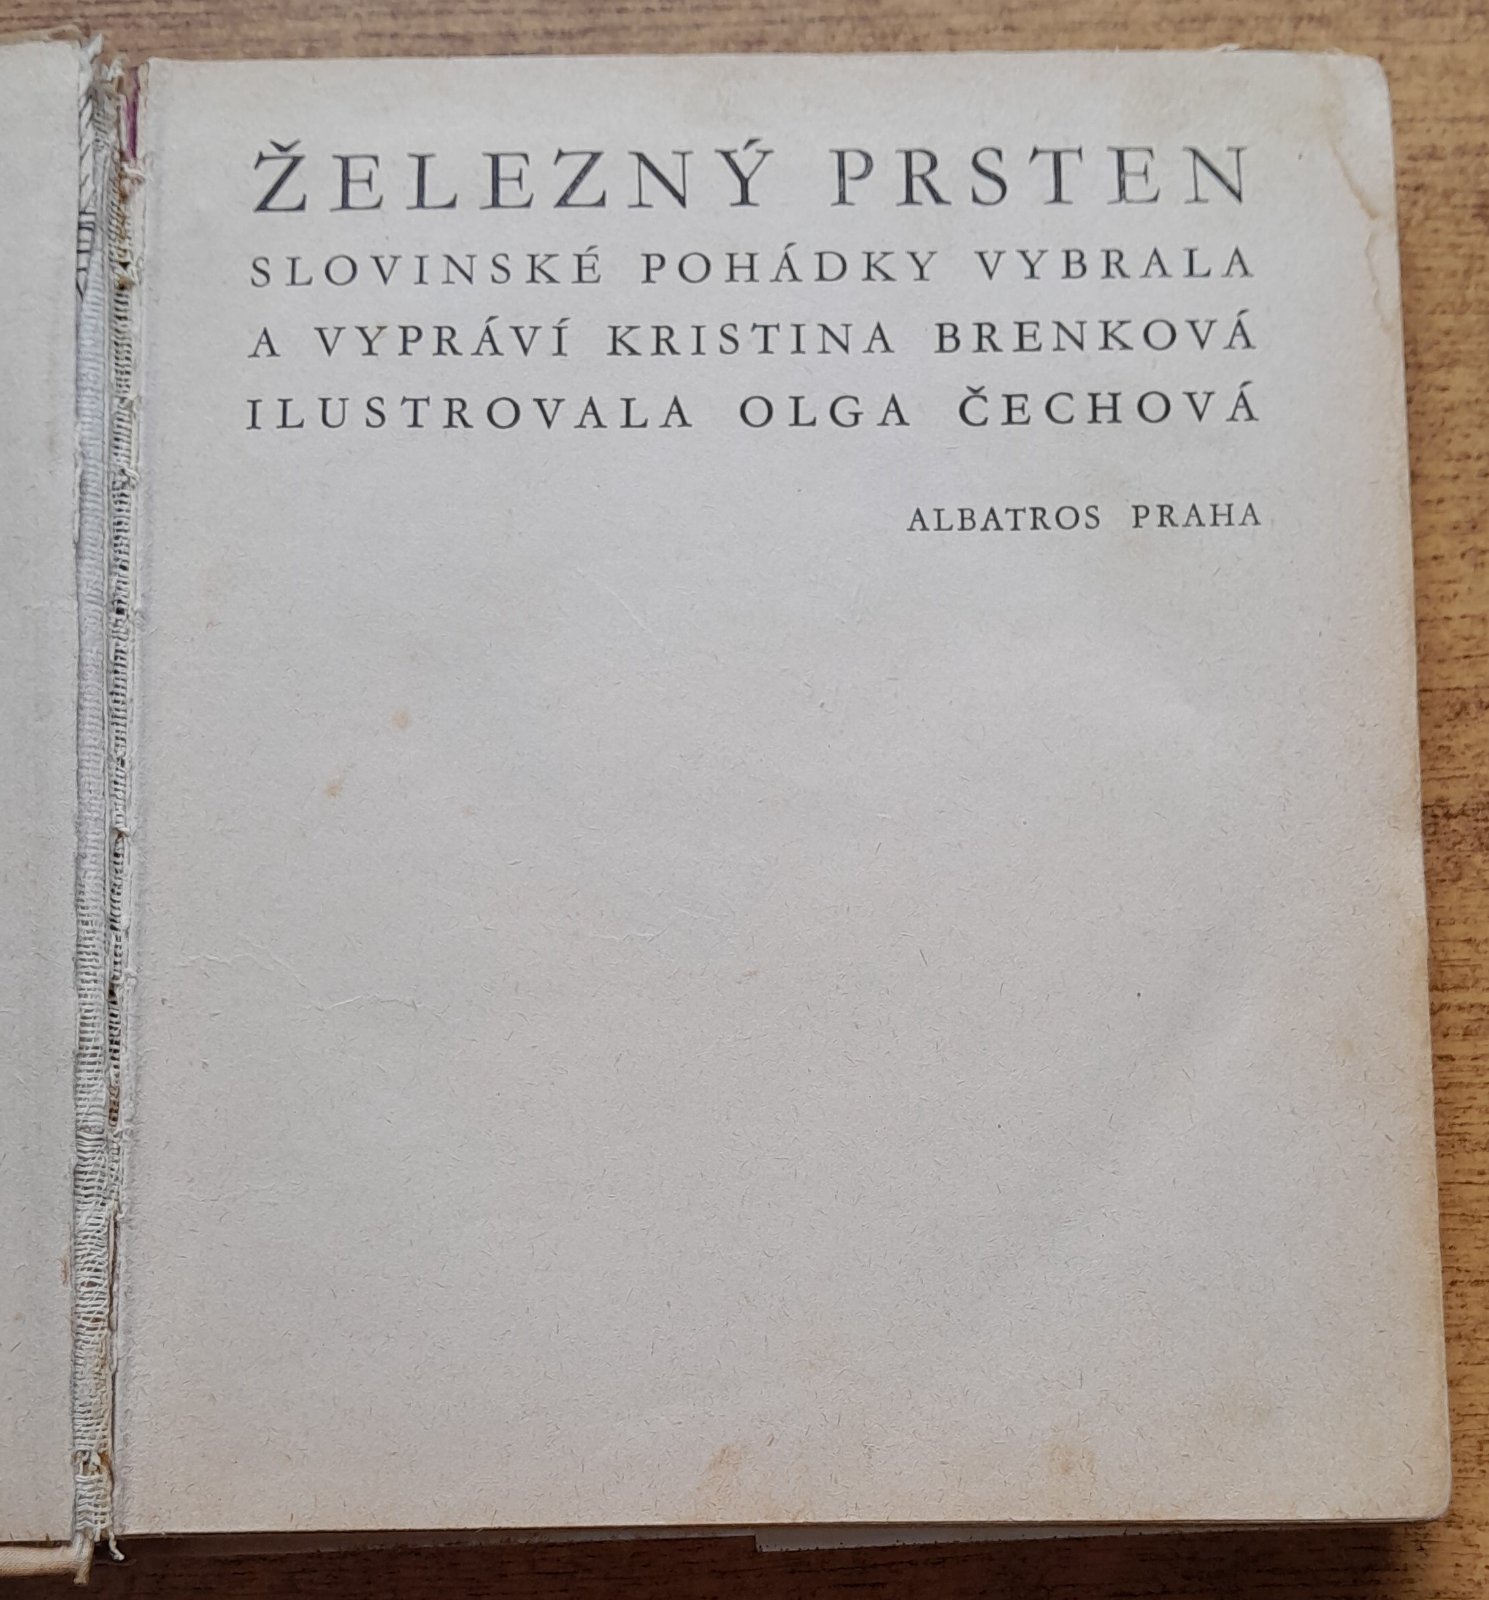 ŽELEZNÝ PRSTEN
SLOVINSKÉ POHÁDKY VYBRALA
A VYPRÁVÍ KRISTINA BRENKOVÁ
ILUSTROVALA OLGA ČECHOVÁ
ALBATROS PRAHA